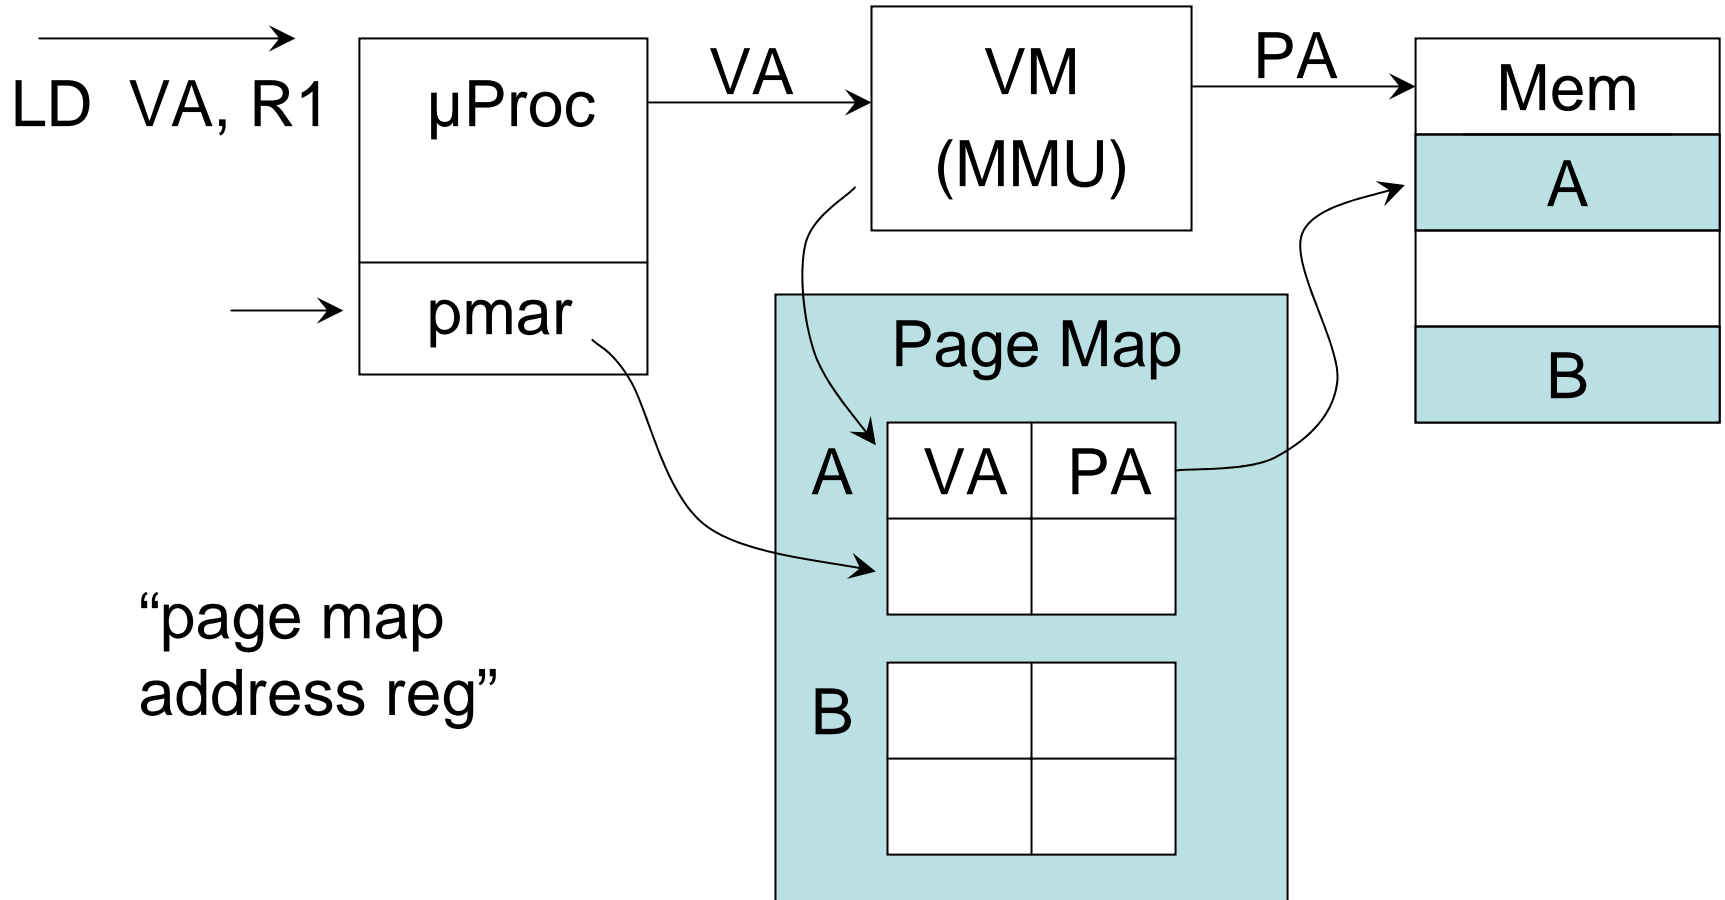 LD VA, R1
µProc
pmar
VA
VM
(MMU)
PA
Mem
A
B
Page Map
A
VA PA
B
“page map
address reg”